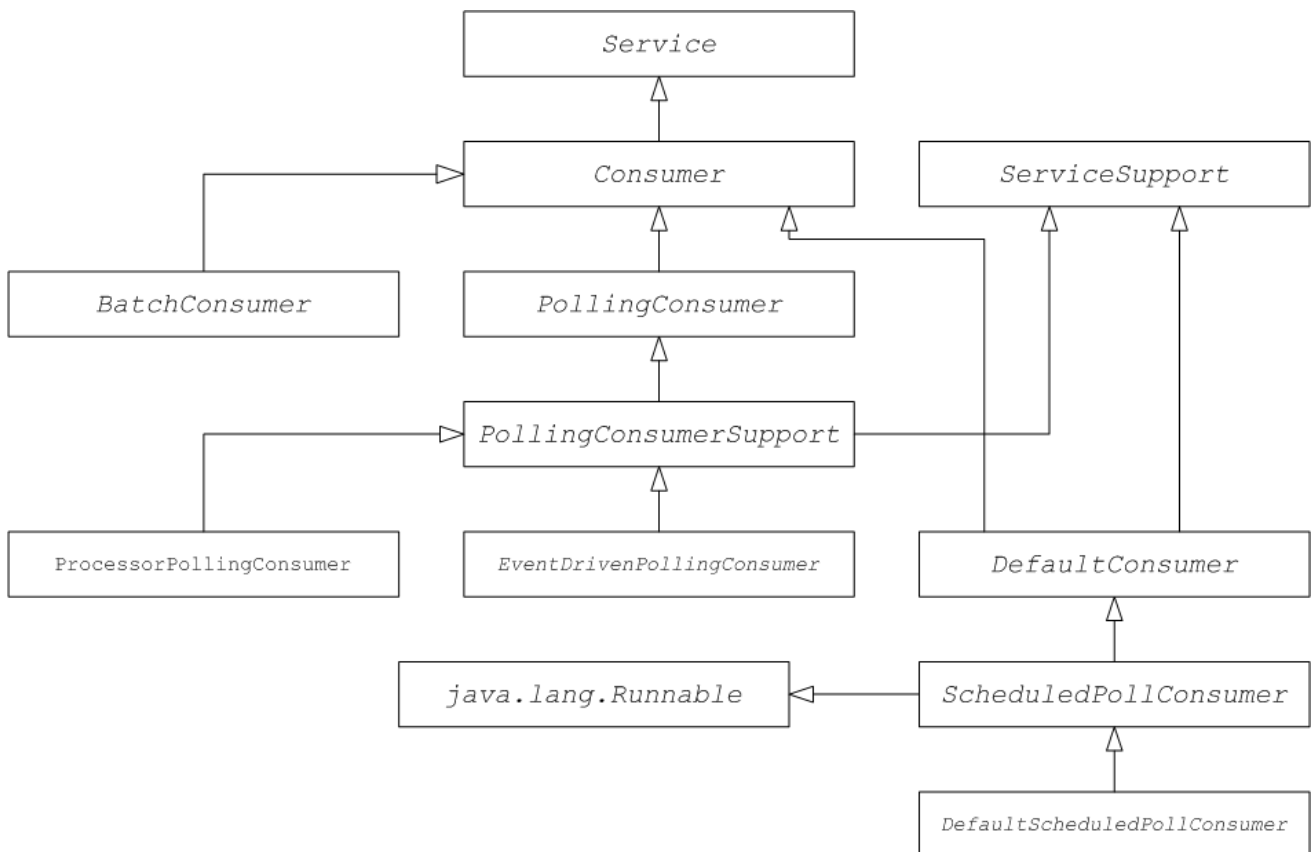 Service
Consumer
ServiceSupport
BatchConsumer
PollingConsumer
PollingConsumerSupport
ProcessorPollingConsumer
EventDrivenPollingConsumer
DefaultConsumer
java.lang.Runnable
ScheduledPollConsumer
DefaultScheduledPollConsumer